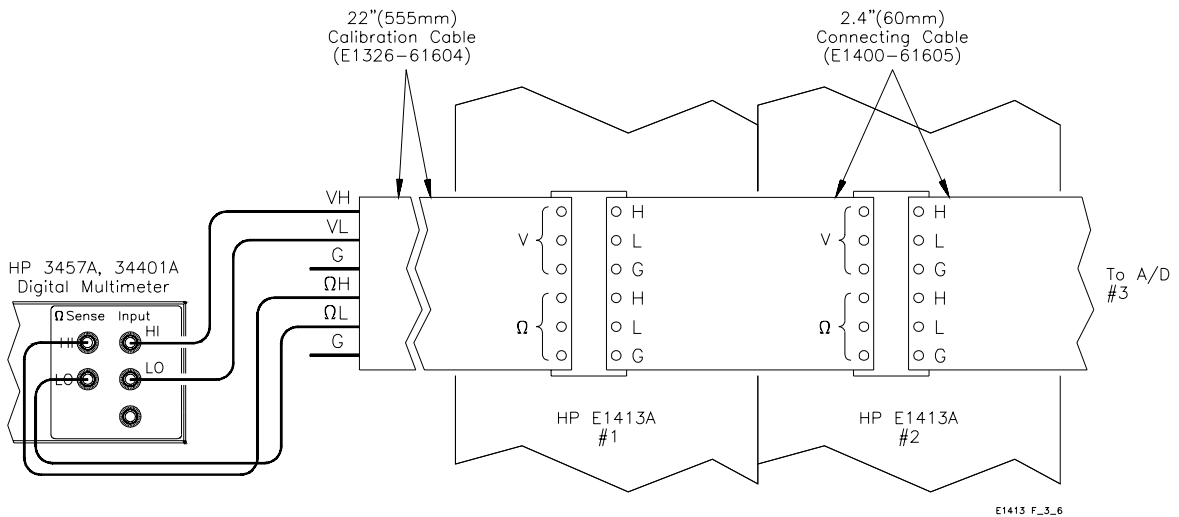 22”(555mm)
Calibration Cable
(E1326–61604)
2.4”(60mm)
Connecting Cable
(E1400–61605)
VH
VL
G
ΩH
ΩL
G
HP 3457A, 34401A
Digital Multimeter
Ω Sense Input
HI HI
LO LO
V
Ω
H
L
G
H
L
G
V
Ω
H
L
G
H
L
G
To A/D
#3
HP E1413A
#1
HP E1413A
#2
E1413 F_3_6